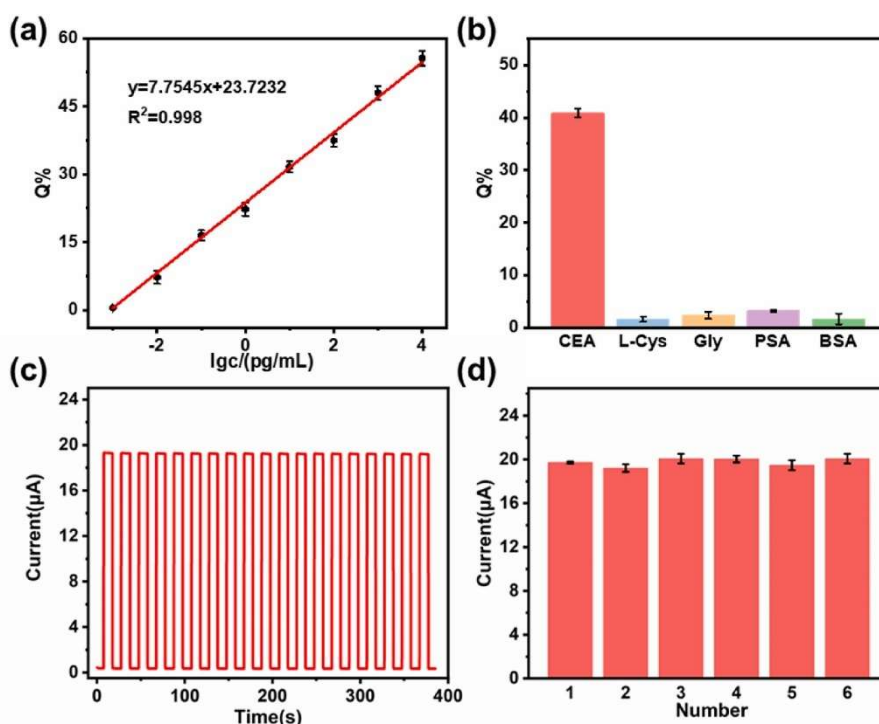 (a)
60
45
30
15
0
Q%
y=7.7545x+23.7232
R²=0.998
-2
0
2
4
lgc/(pg/mL)
(b)
50
40
30
20
10
0
Q%
CEA
L-Cys
Gly
PSA
BSA
(c)
24
20
16
12
8
4
0
Current(μA)
0
100
200
300
400
Time(s)
(d)
24
20
16
12
8
4
0
Current(μA)
1
2
3
4
5
6
Number